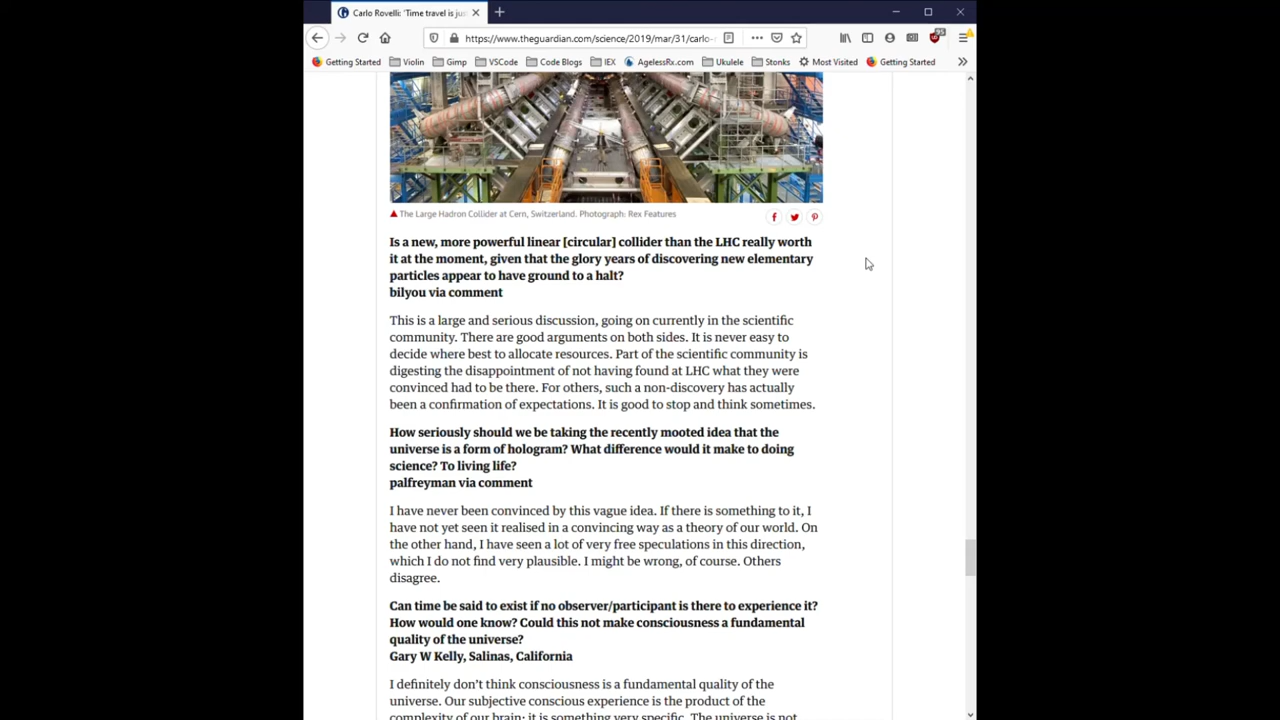 Carlo Rovelli: 'Time travel is jus
https://www.theguardian.com/science/2019/mar/31/carlo-
95
Getting Started Violin Gimp VSCode Code Blogs IEX AgelessRx.com Ukulele Stonks Most Visited Getting Started
The Large Hadron Collider at Cern, Switzerland. Photograph: Rex Features
Is a new, more powerful linear [circular] collider than the LHC really worth
it at the moment, given that the glory years of discovering new elementary
particles appear to have ground to a halt?
bilyou via comment
This is a large and serious discussion, going on currently in the scientific
community. There are good arguments on both sides. It is never easy to
decide where best to allocate resources. Part of the scientific community is
digesting the disappointment of not having found at LHC what they were
convinced had to be there. For others, such a non-discovery has actually
been a confirmation of expectations. It is good to stop and think sometimes.
How seriously should we be taking the recently mooted idea that the
universe is a form of hologram? What difference would it make to doing
science? To living life?
palfreyman via comment
I have never been convinced by this vague idea. If there is something to it, I
have not yet seen it realised in a convincing way as a theory of our world. On
the other hand, I have seen a lot of very free speculations in this direction,
which I do not find very plausible. I might be wrong, of course. Others
disagree.
Can time be said to exist if no observer/participant is there to experience it?
How would one know? Could this not make consciousness a fundamental
quality of the universe?
Gary W Kelly, Salinas, California
I definitely don't think consciousness is a fundamental quality of the
universe. Our subjective conscious experience is the product of the
complexity of our brain: it is something very specific. The universe is not